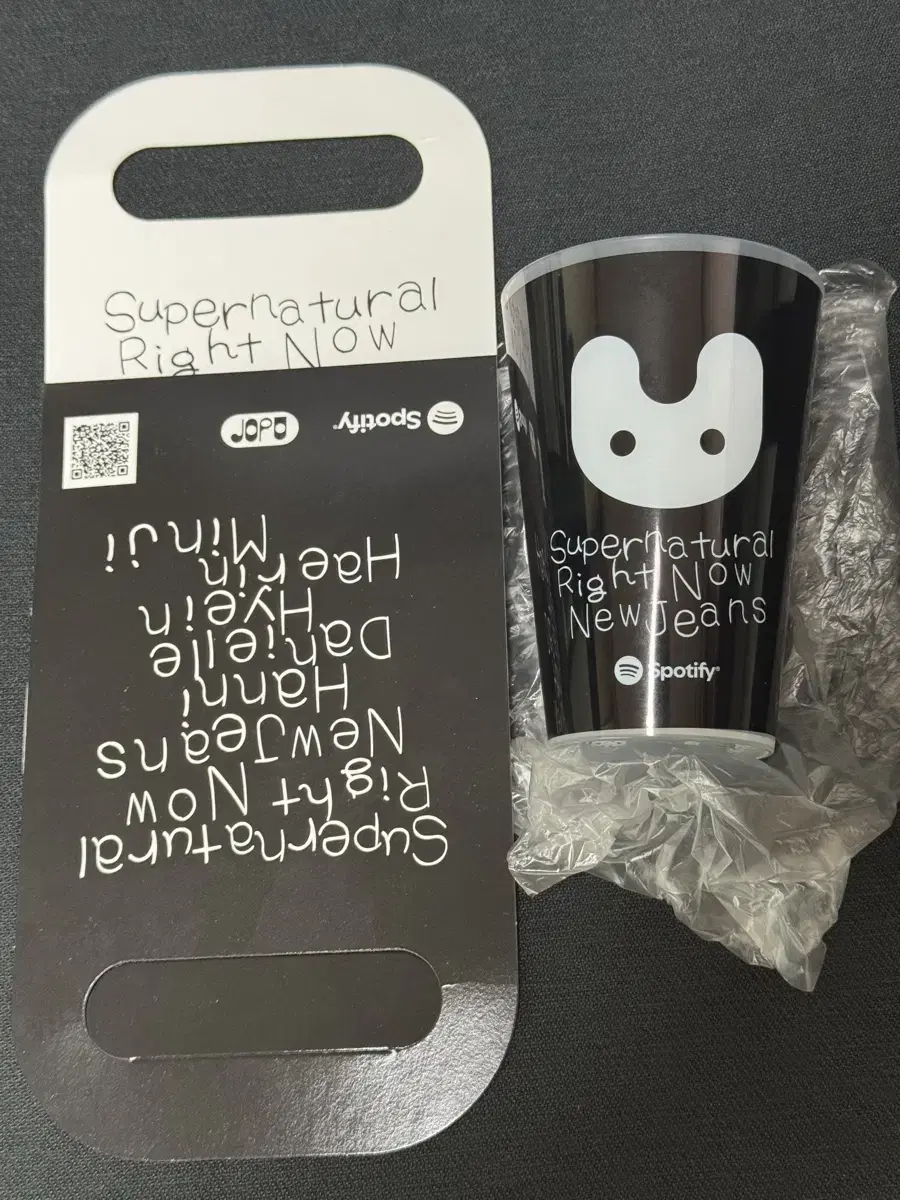 Supernatural
Right Now
Supernatural
Right Now
NewJeans
Hanni
Danielle
Hyein
Haerin
Minji
Spotify®
Supernatural
Right Now
NewJeans
Spotify®